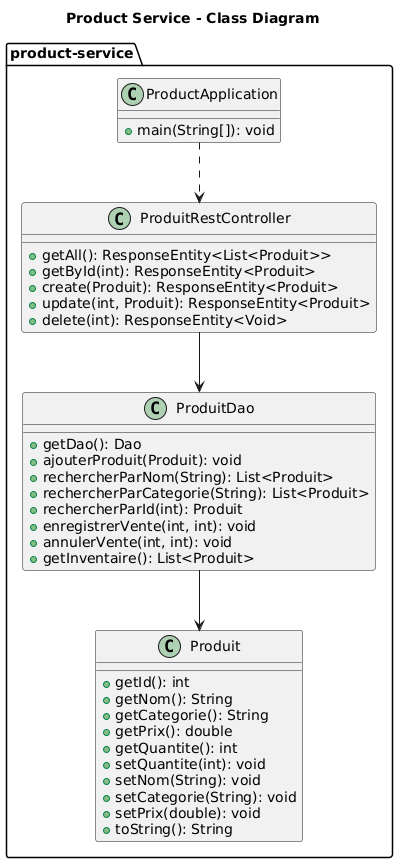 Product Service - Class Diagram
product-service
C ProductApplication
main(String[]): void
C ProduitRestController
getAll(): ResponseEntity<List<Produit>>
getById(int): ResponseEntity<Produit>
create(Produit): ResponseEntity<Produit>
update(int, Produit): ResponseEntity<Produit>
delete(int): ResponseEntity<Void>
C ProduitDao
getDao(): Dao
ajouterProduit(Produit): void
rechercherParNom(String): List<Produit>
rechercherParCategorie(String): List<Produit>
rechercherParId(int): Produit
enregistrerVente(int, int): void
annulerVente(int, int): void
getInventaire(): List<Produit>
C Produit
getId(): int
getNom(): String
getCategorie(): String
getPrix(): double
getQuantite(): int
setQuantite(int): void
setNom(String): void
setCategorie(String): void
setPrix(double): void
toString(): String